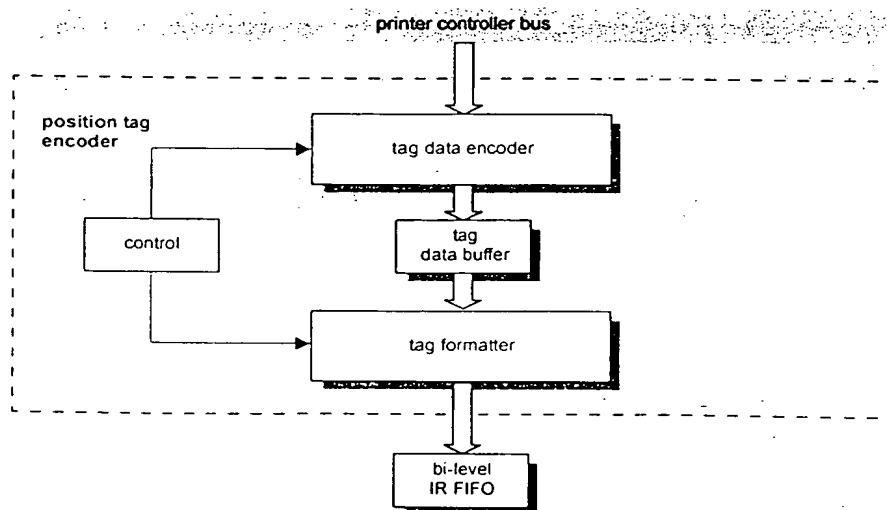 printer controller bus
position tag
encoder
tag data encoder
control
tag
data buffer
tag formatter
bi-level
IR FIFO